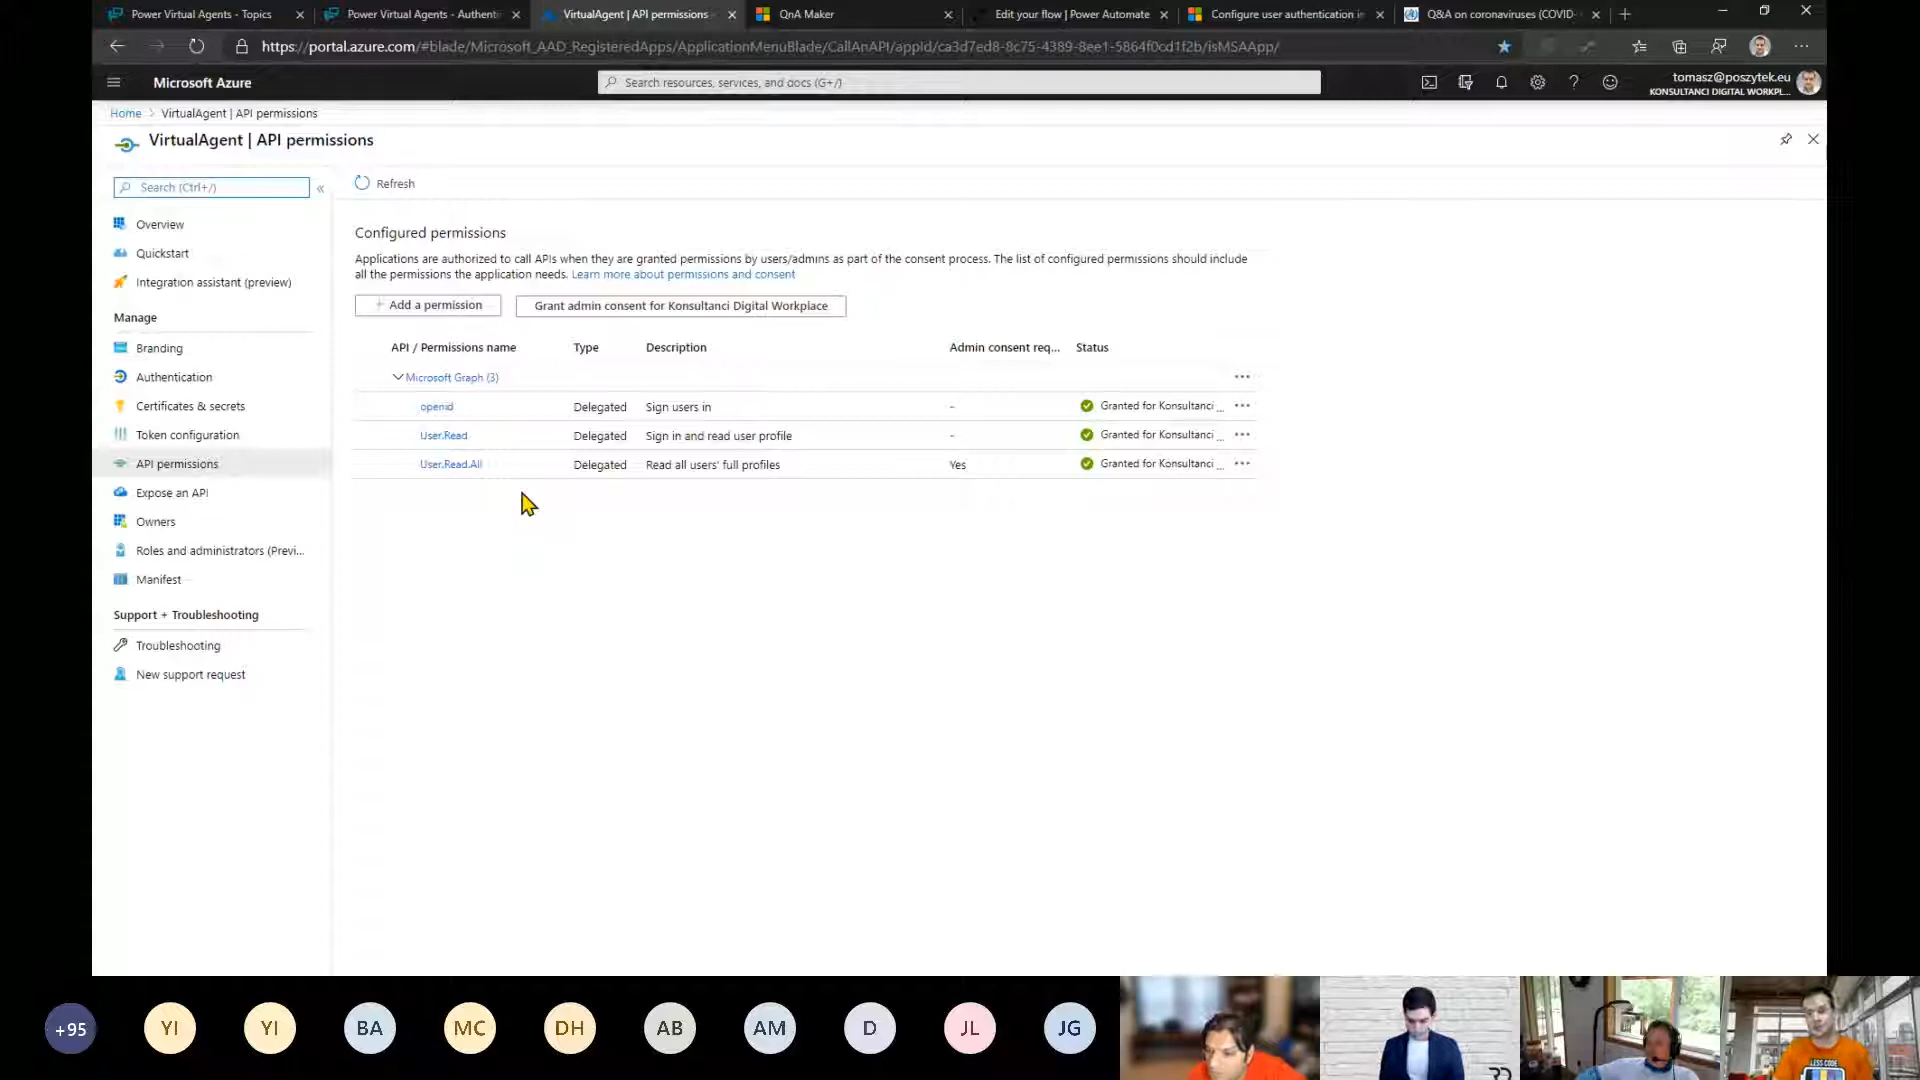 Power Virtual Agents - Topics
Power Virtual Agents - Authenti
VirtualAgent | API permissions
QnA Maker
Edit your flow | Power Automate
Configure user authentication in
Q&A on coronaviruses (COVID-
https://portal.azure.com/#blade/Microsoft_AAD_RegisteredApps/ApplicationMenuBlade/CallAnAPI/appId/ca3d7ed8-8c75-4389-8ee1-5864f0cd1f2b/isMSAApp/
Microsoft Azure
Search resources, services, and docs (G+/)
tomasz@poszytek.eu
KONSULTANCI DIGITAL WORKPL...
Home > VirtualAgent | API permissions
VirtualAgent | API permissions
Search (Ctrl+/)
«
Refresh
Overview
Quickstart
Integration assistant (preview)
Manage
Branding
Authentication
Certificates & secrets
Token configuration
API permissions
Expose an API
Owners
Roles and administrators (Previ...
Manifest
Support + Troubleshooting
Troubleshooting
New support request
Configured permissions
Applications are authorized to call APIs when they are granted permissions by users/admins as part of the consent process. The list of configured permissions should include
all the permissions the application needs. Learn more about permissions and consent
+ Add a permission
Grant admin consent for Konsultanci Digital Workplace
API / Permissions name Type Description Admin consent req... Status
Microsoft Graph (3) ...
openid Delegated Sign users in - Granted for Konsultanci ... ...
User.Read Delegated Sign in and read user profile - Granted for Konsultanci ... ...
User.Read.All Delegated Read all users' full profiles Yes Granted for Konsultanci ... ...
+95
YI
YI
BA
MC
DH
AB
AM
D
JL
JG
LESS CODE